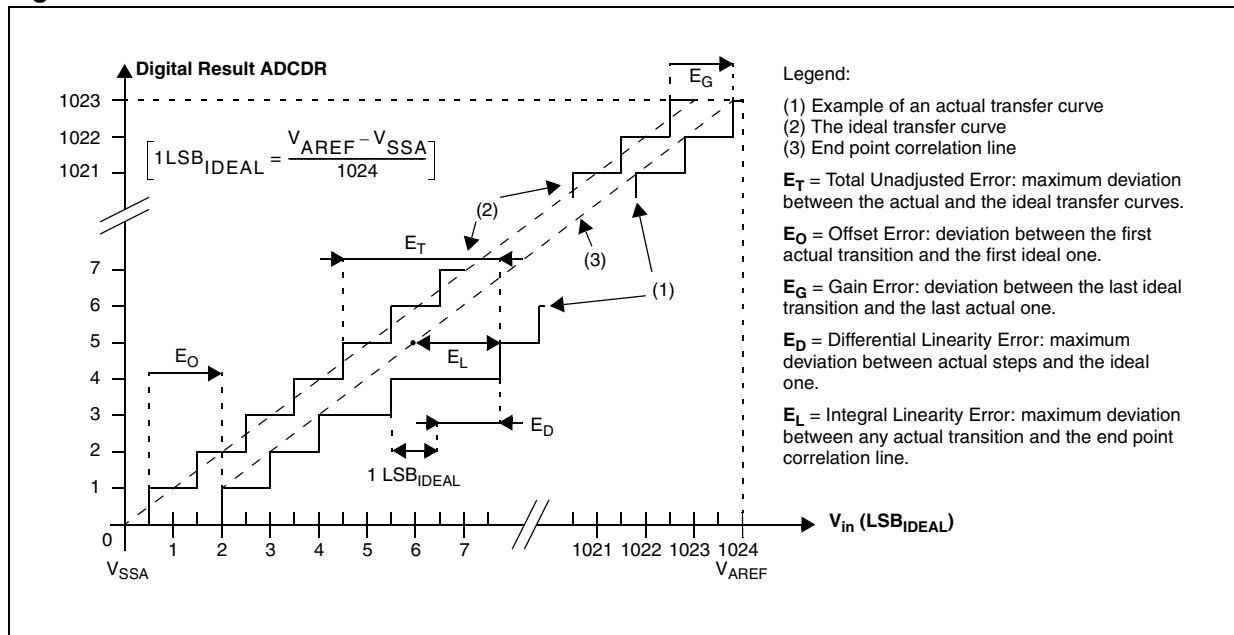 Digital Result ADCDR
E_G
1023
1022
1021
[1LSB_IDEAL = (V_AREF – V_SSA) / 1024]
(2)
E_T
(3)
(1)
7
6
5
4
3
2
1
0
E_O
E_L
E_D
1 LSB_IDEAL
1 2 3 4 5 6 7 1021 1022 1023 1024
V_in (LSB_IDEAL)
V_SSA
V_AREF
Legend:
(1) Example of an actual transfer curve
(2) The ideal transfer curve
(3) End point correlation line
E_T = Total Unadjusted Error: maximum deviation
between the actual and the ideal transfer curves.
E_O = Offset Error: deviation between the first
actual transition and the first ideal one.
E_G = Gain Error: deviation between the last ideal
transition and the last actual one.
E_D = Differential Linearity Error: maximum
deviation between actual steps and the ideal
one.
E_L = Integral Linearity Error: maximum deviation
between any actual transition and the end point
correlation line.